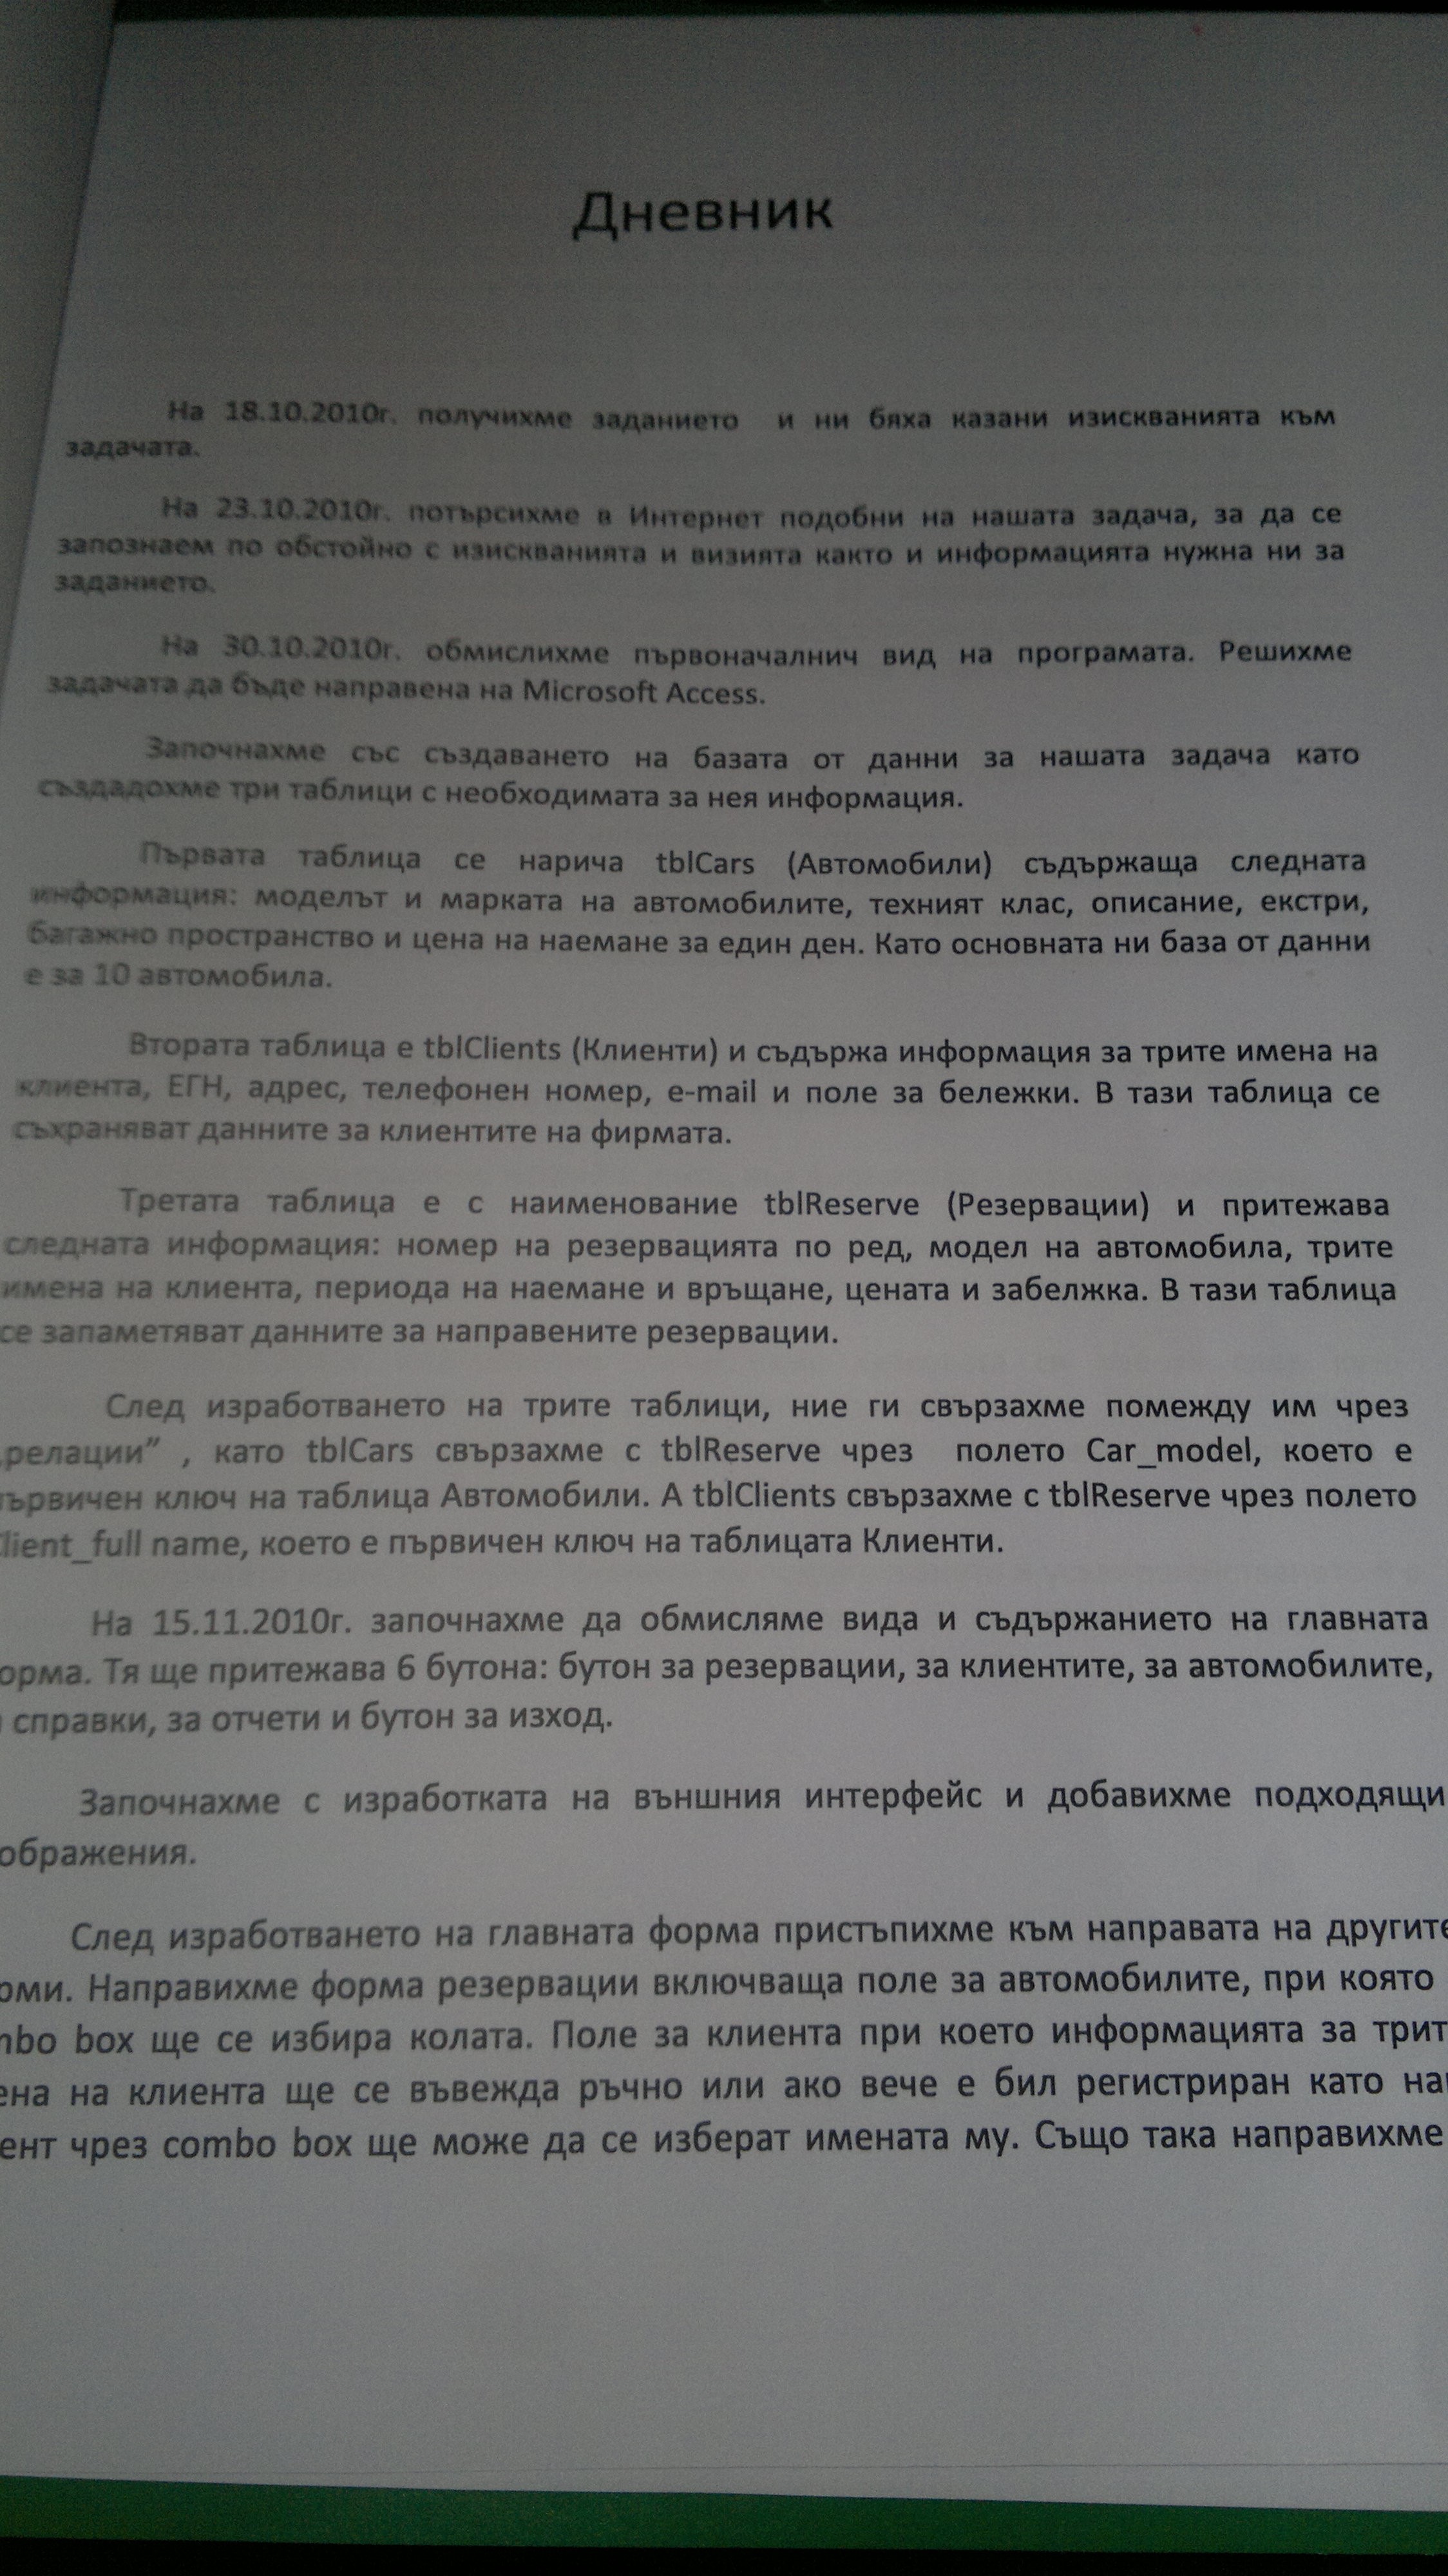 Дневник
На 18.10.2010г. получихме заданието и ни бяха казани изискванията към
задачата.
На 23.10.2010г. потърсихме в Интернет подобни на нашата задача, за да се
запознаем по обстойно с изискванията и визията както и информацията нужна ни за
заданието.
На 30.10.2010г. обмислихме първоначалнич вид на програмата. Решихме
задачата да бъде направена на Microsoft Access.
Започнахме със създаването на базата от данни за нашата задача като
създадохме три таблици с необходимата за нея информация.
Първата таблица се нарича tblCars (Автомобили) съдържаща следната
информация: моделът и марката на автомобилите, техният клас, описание, екстри,
багажно пространство и цена на наемане за един ден. Като основната ни база от данни
е за 10 автомобила.
Втората таблица е tblClients (Клиенти) и съдържа информация за трите имена на
клиента, ЕГН, адрес, телефонен номер, e-mail и поле за бележки. В тази таблица се
съхраняват данните за клиентите на фирмата.
Третата таблица е с наименование tblReserve (Резервации) и притежава
следната информация: номер на резервацията по ред, модел на автомобила, трите
имена на клиента, периода на наемане и връщане, цената и забелжка. В тази таблица
се запаметяват данните за направените резервации.
След изработването на трите таблици, ние ги свързахме помежду им чрез
„релации” , като tblCars свързахме с tblReserve чрез полето Car_model, което е
първичен ключ на таблица Автомобили. А tblClients свързахме с tblReserve чрез полето
Client_full name, което е първичен ключ на таблицата Клиенти.
На 15.11.2010г. започнахме да обмисляме вида и съдържанието на главната
орма. Тя ще притежава 6 бутона: бутон за резервации, за клиентите, за автомобилите,
справки, за отчети и бутон за изход.
Започнахме с изработката на външния интерфейс и добавихме подходящи
ображения.
След изработването на главната форма пристъпихме към направата на другите
рми. Направихме форма резервации включваща поле за автомобилите, при която
mbo box ще се избира колата. Поле за клиента при което информацията за трит
ена на клиента ще се въвежда ръчно или ако вече е бил регистриран като на
ент чрез combo box ще може да се изберат имената му. Също така направихме